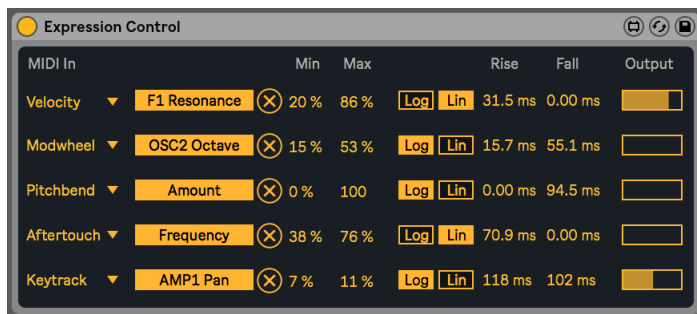 Expression Control
MIDI In Min Max Rise Fall Output
Velocity F1 Resonance 20 % 86 % Log Lin 31.5 ms 0.00 ms
Modwheel OSC2 Octave 15 % 53 % Log Lin 15.7 ms 55.1 ms
Pitchbend Amount 0 % 100 Log Lin 0.00 ms 94.5 ms
Aftertouch Frequency 38 % 76 % Log Lin 70.9 ms 0.00 ms
Keytrack AMP1 Pan 7 % 11 % Log Lin 118 ms 102 ms